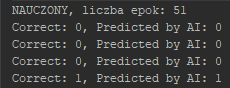 NAUCZONY, liczba epok: 51
Correct: 0, Predicted by AI: 0
Correct: 0, Predicted by AI: 0
Correct: 0, Predicted by AI: 0
Correct: 1, Predicted by AI: 1